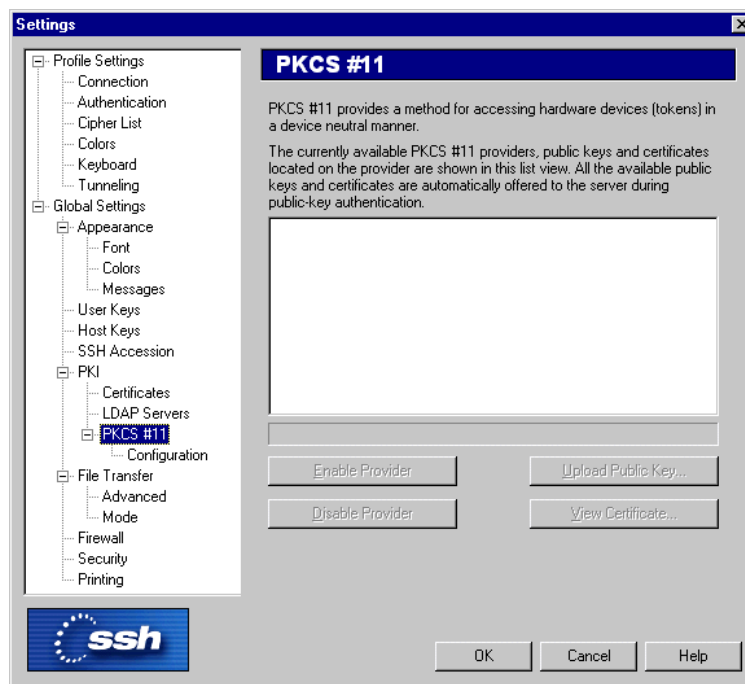 Settings
Profile Settings
Connection
Authentication
Cipher List
Colors
Keyboard
Tunneling
Global Settings
Appearance
Font
Colors
Messages
User Keys
Host Keys
SSH Accession
PKI
Certificates
LDAP Servers
PKCS #11
Configuration
File Transfer
Advanced
Mode
Firewall
Security
Printing
ssh
PKCS #11
PKCS #11 provides a method for accessing hardware devices (tokens) in
a device neutral manner.
The currently available PKCS #11 providers, public keys and certificates
located on the provider are shown in this list view. All the available public
keys and certificates are automatically offered to the server during
public-key authentication.
Enable Provider
Upload Public Key...
Disable Provider
View Certificate...
OK
Cancel
Help